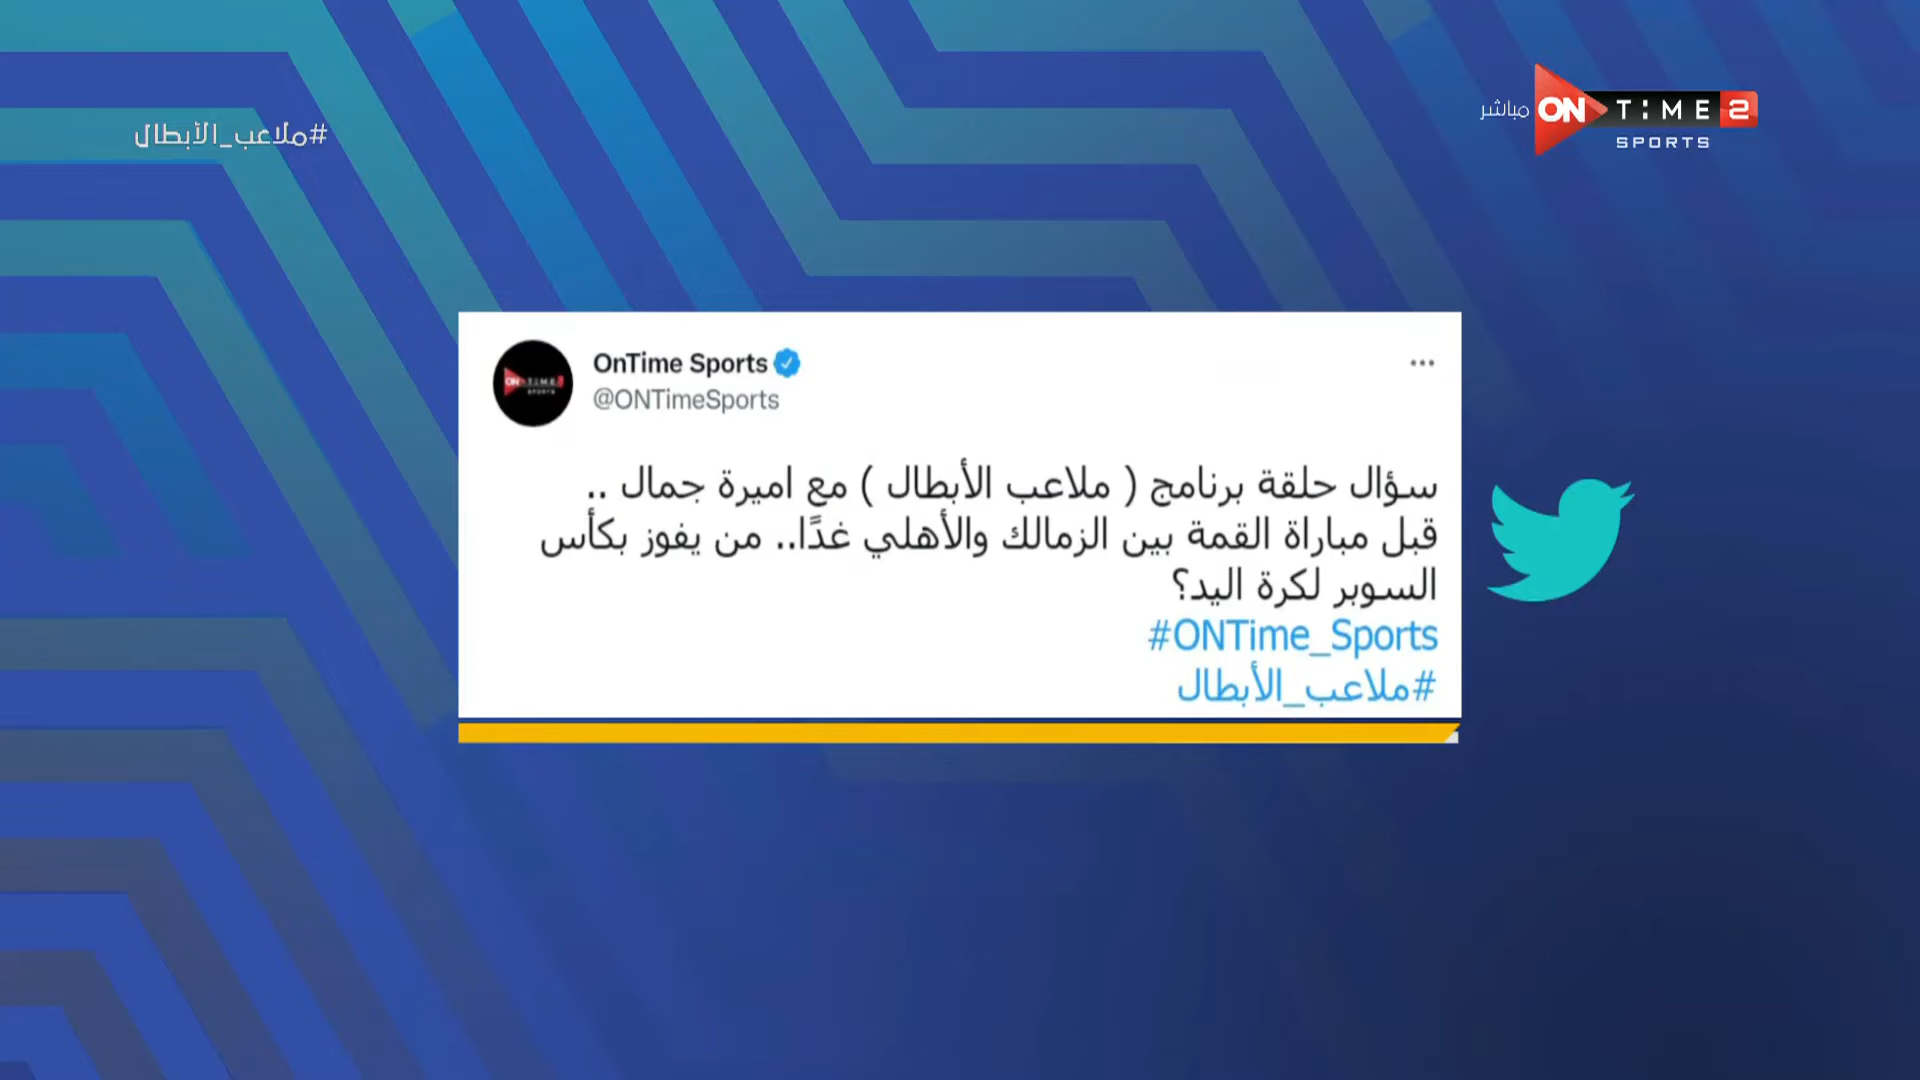 #ملاعب_الأبطال
مباشر ON TIME 2
SPORTS
OnTime Sports
@ONTimeSports
سؤال حلقة برنامج ( ملاعب الأبطال ) مع اميرة جمال ..
قبل مباراة القمة بين الزمالك والأهلي غدًا.. من يفوز بكأس
السوبر لكرة اليد؟
#ONTime_Sports
#ملاعب_الأبطال